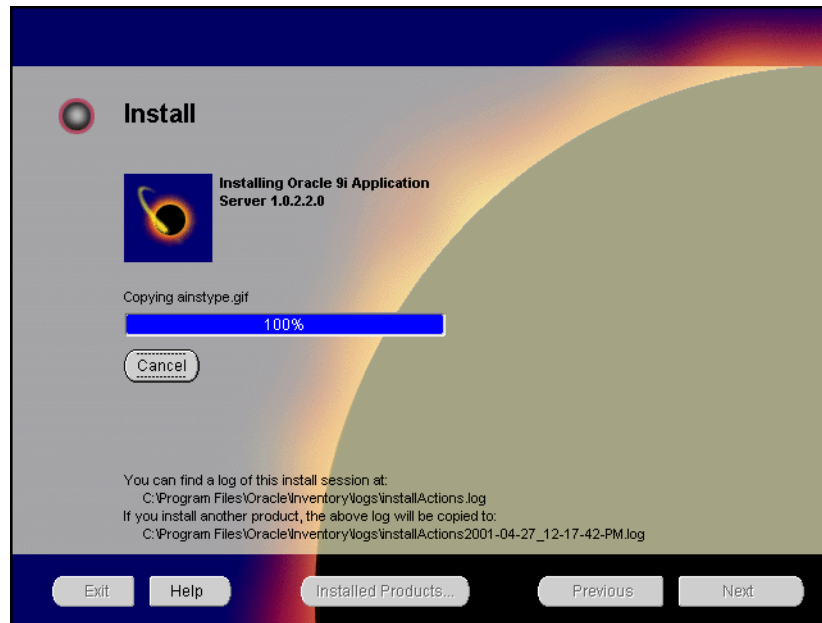 Install
Installing Oracle 9i Application
Server 1.0.2.2.0
Copying ainstype.gif
100%
Cancel
You can find a log of this install session at:
C:\Program Files\Oracle\Inventory\logs\installActions.log
If you install another product, the above log will be copied to:
C:\Program Files\Oracle\Inventory\logs\installActions2001-04-27_12-17-42-PM.log
Exit
Help
Installed Products...
Previous
Next